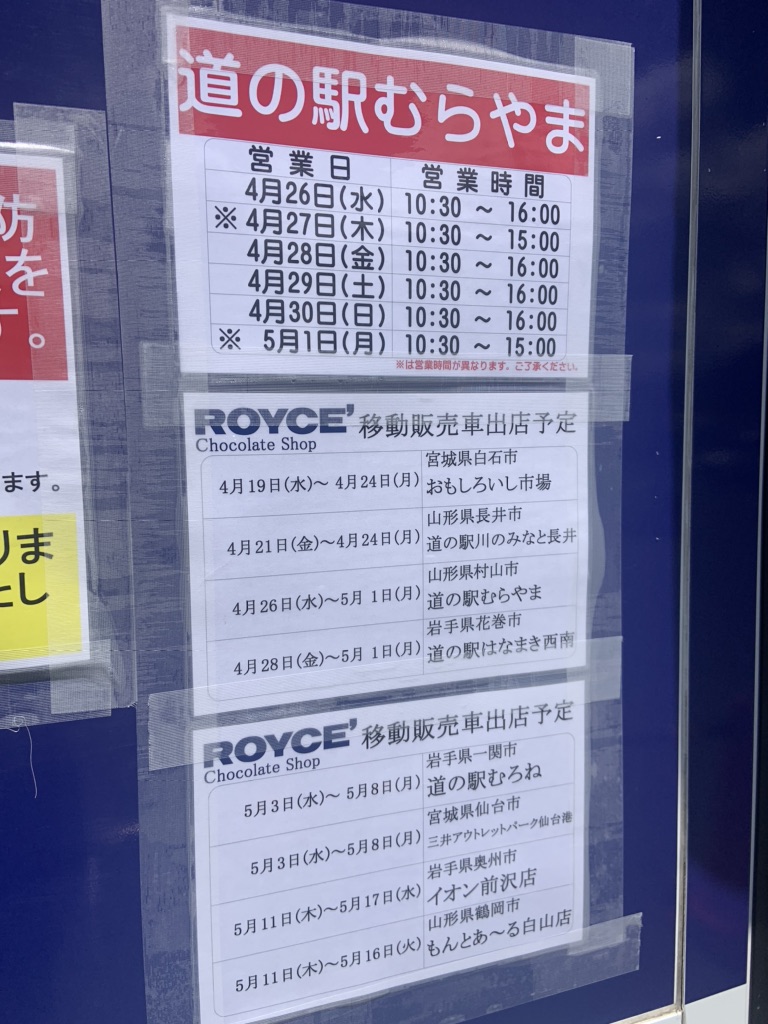 防
を
す。
ます。
りま
とし
道の駅むらやま
営業日 営業時間
4月26日(水) 10:30 ～ 16:00
※ 4月27日(木) 10:30 ～ 15:00
4月28日(金) 10:30 ～ 16:00
4月29日(土) 10:30 ～ 16:00
4月30日(日) 10:30 ～ 16:00
※ 5月1日(月) 10:30 ～ 15:00
※は営業時間が異なります。ご了承ください。
ROYCE' 移動販売車出店予定
Chocolate Shop
4月19日(水)～ 4月24日(月) 宮城県白石市
おもしろいし市場
4月21日(金)～4月24日(月) 山形県長井市
道の駅川のみなと長井
4月26日(水)～5月 1日(月) 山形県村山市
道の駅むらやま
4月28日(金)～5月 1日(月) 岩手県花巻市
道の駅はなまき西南
ROYCE' 移動販売車出店予定
Chocolate Shop
5月3日(水)～ 5月8日(月) 岩手県一関市
道の駅むろね
5月3日(水)～5月8日(月) 宮城県仙台市
三井アウトレットパーク仙台港
5月11日(木)～5月17日(水) 岩手県奥州市
イオン前沢店
5月11日(木)～5月16日(火) 山形県鶴岡市
もんとあ～る白山店